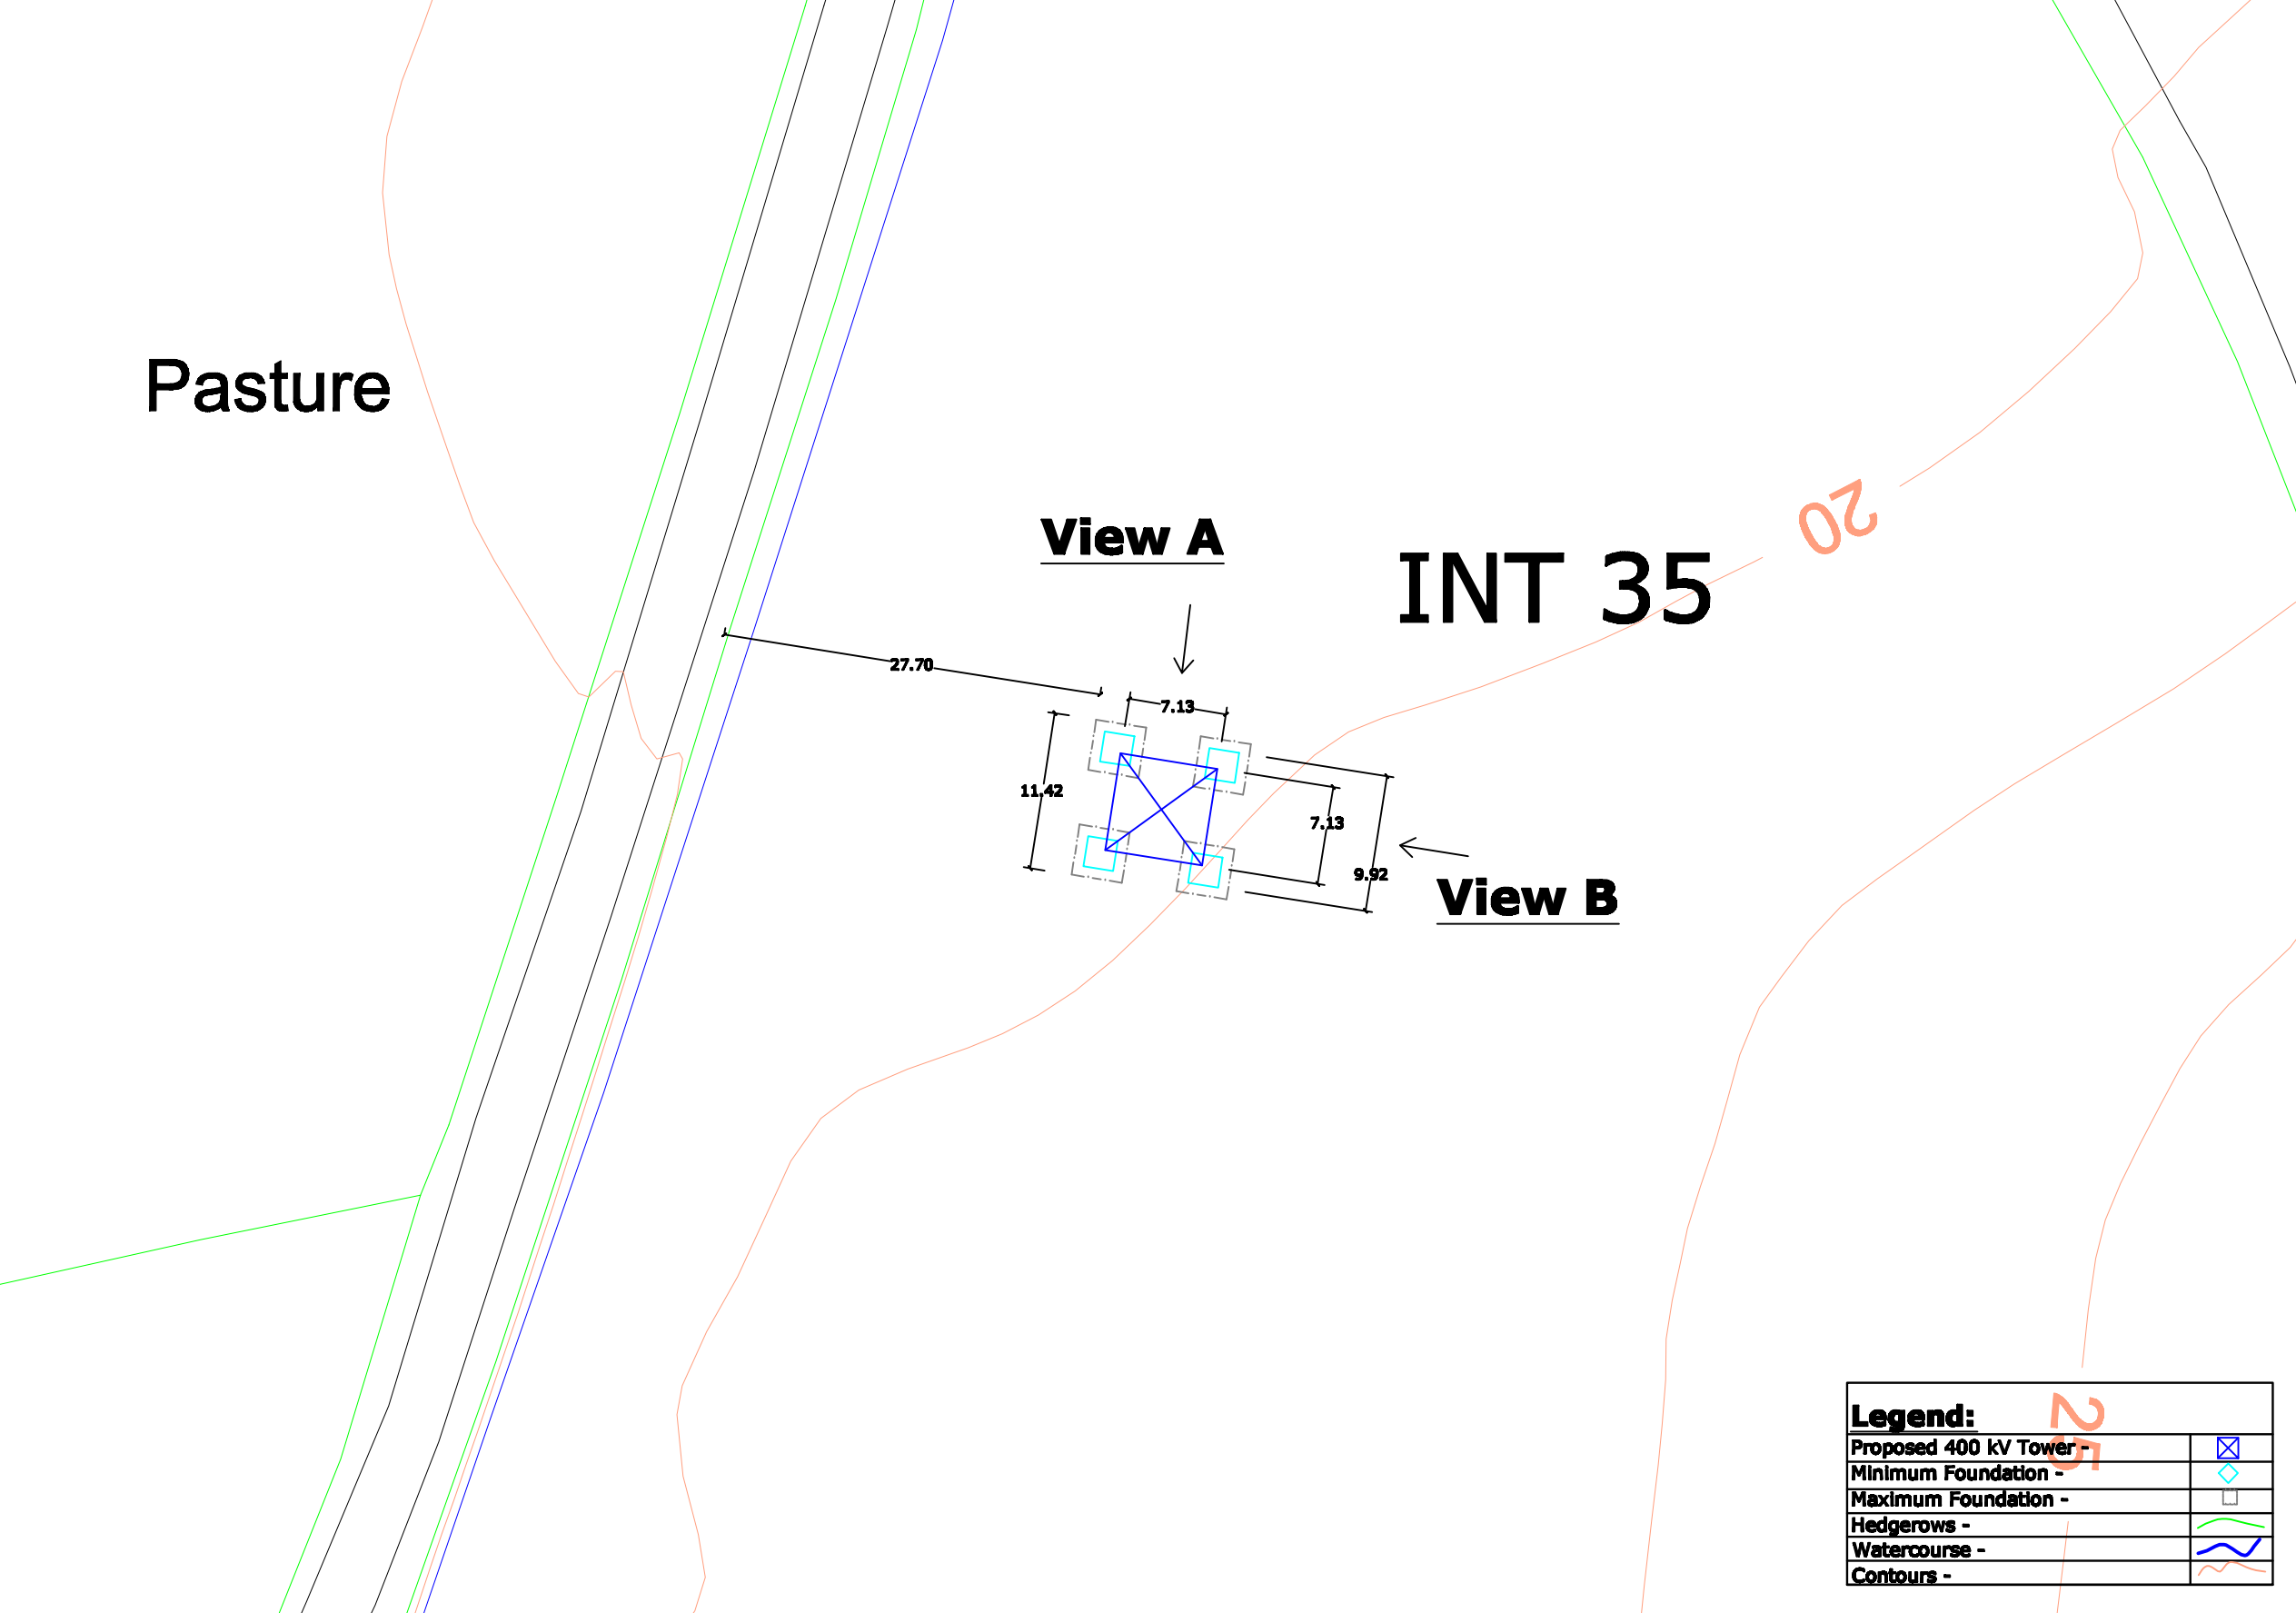 Pasture
View A
INT 35
20
27.70
7.13
11.42
7.13
9.92
View B
25
Legend:
Proposed 400 kV Tower -
Minimum Foundation -
Maximum Foundation -
Hedgerows -
Watercourse -
Contours -